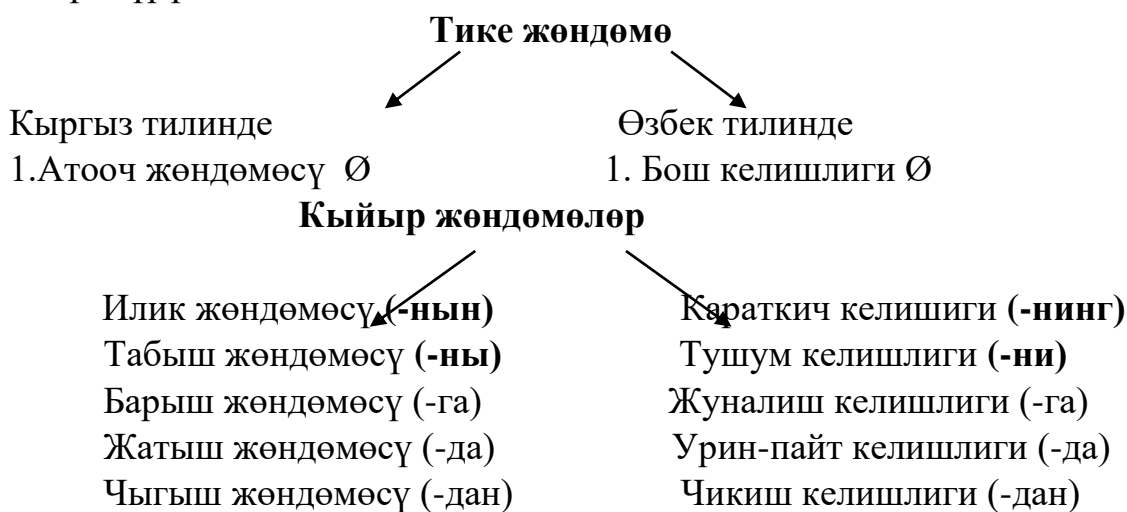 Тике жөндөмө
Кыргыз тилинде Өзбек тилинде
1.Атооч жөндөмөсү Ø 1. Бош келишлиги Ø
Кыйыр жөндөмөлөр
Илик жөндөмөсү (-нын) Караткич келишиги (-нинг)
Табыш жөндөмөсү (-ны) Тушум келишлиги (-ни)
Барыш жөндөмөсү (-га) Жуналиш келишлиги (-га)
Жатыш жөндөмөсү (-да) Урин-пайт келишлиги (-да)
Чыгыш жөндөмөсү (-дан) Чикиш келишлиги (-дан)